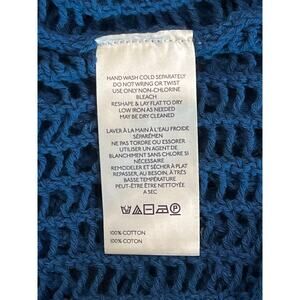 HAND WASH COLD SEPARATELY
DO NOT WRING OR TWIST
USE ONLY NON-CHLORINE
BLEACH
RESHAPE & LAY FLAT TO DRY
LOW IRON AS NEEDED
MAY BE DRY CLEANED
LAVER À LA MAIN À L'EAU FROIDE
SÉPARÉMEN
NE PAS TORDRE OU ESSORER
UTILISER UN AGENT DE
BLANCHIMENT SANS CHLORE SI
NÉCESSAIRE
REMODELER ET SÉCHER À PLAT
REPASSER, AU BESOIN, À TRÈS
BASSE TEMPÉRATURE
PEUT-ÊTRE ÊTRE NETTOYÉE
A SEC
100% COTTON
100% COTON